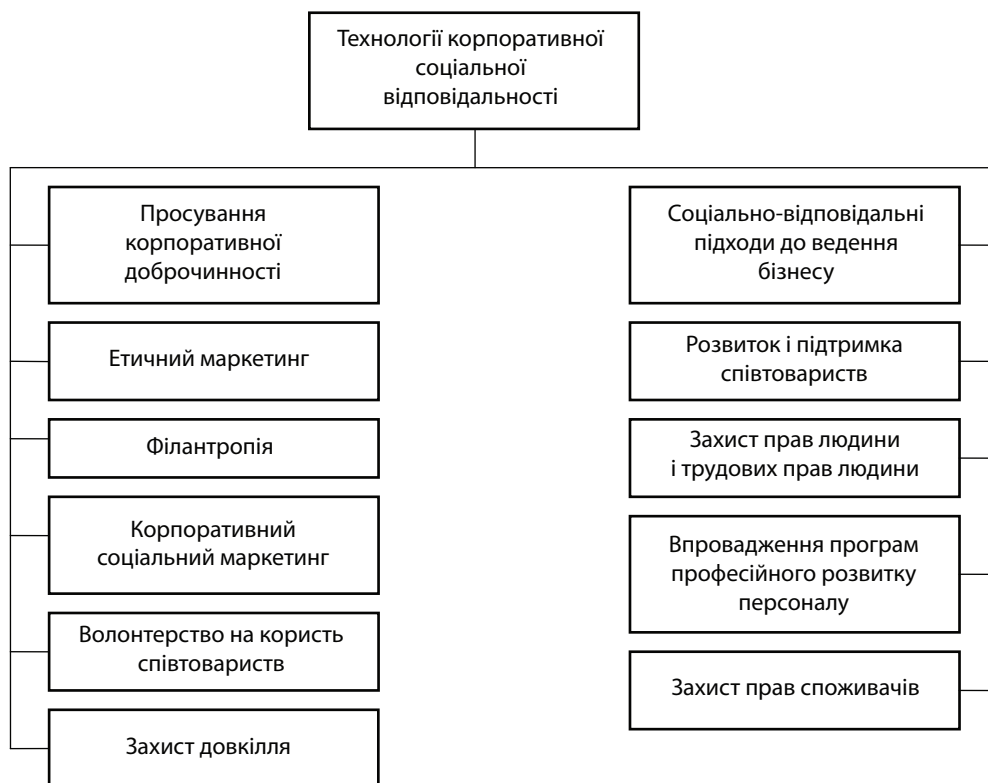 Технології корпоративної
соціальної
відповідальності
Просування
корпоративної
доброчинності
Етичний маркетинг
Філантропія
Корпоративний
соціальний маркетинг
Волонтерство на користь
співтовариств
Захист довкілля
Соціально-відповідальні
підходи до ведення
бізнесу
Розвиток і підтримка
співтовариств
Захист прав людини
і трудових прав людини
Впровадження програм
професійного розвитку
персоналу
Захист прав споживачів